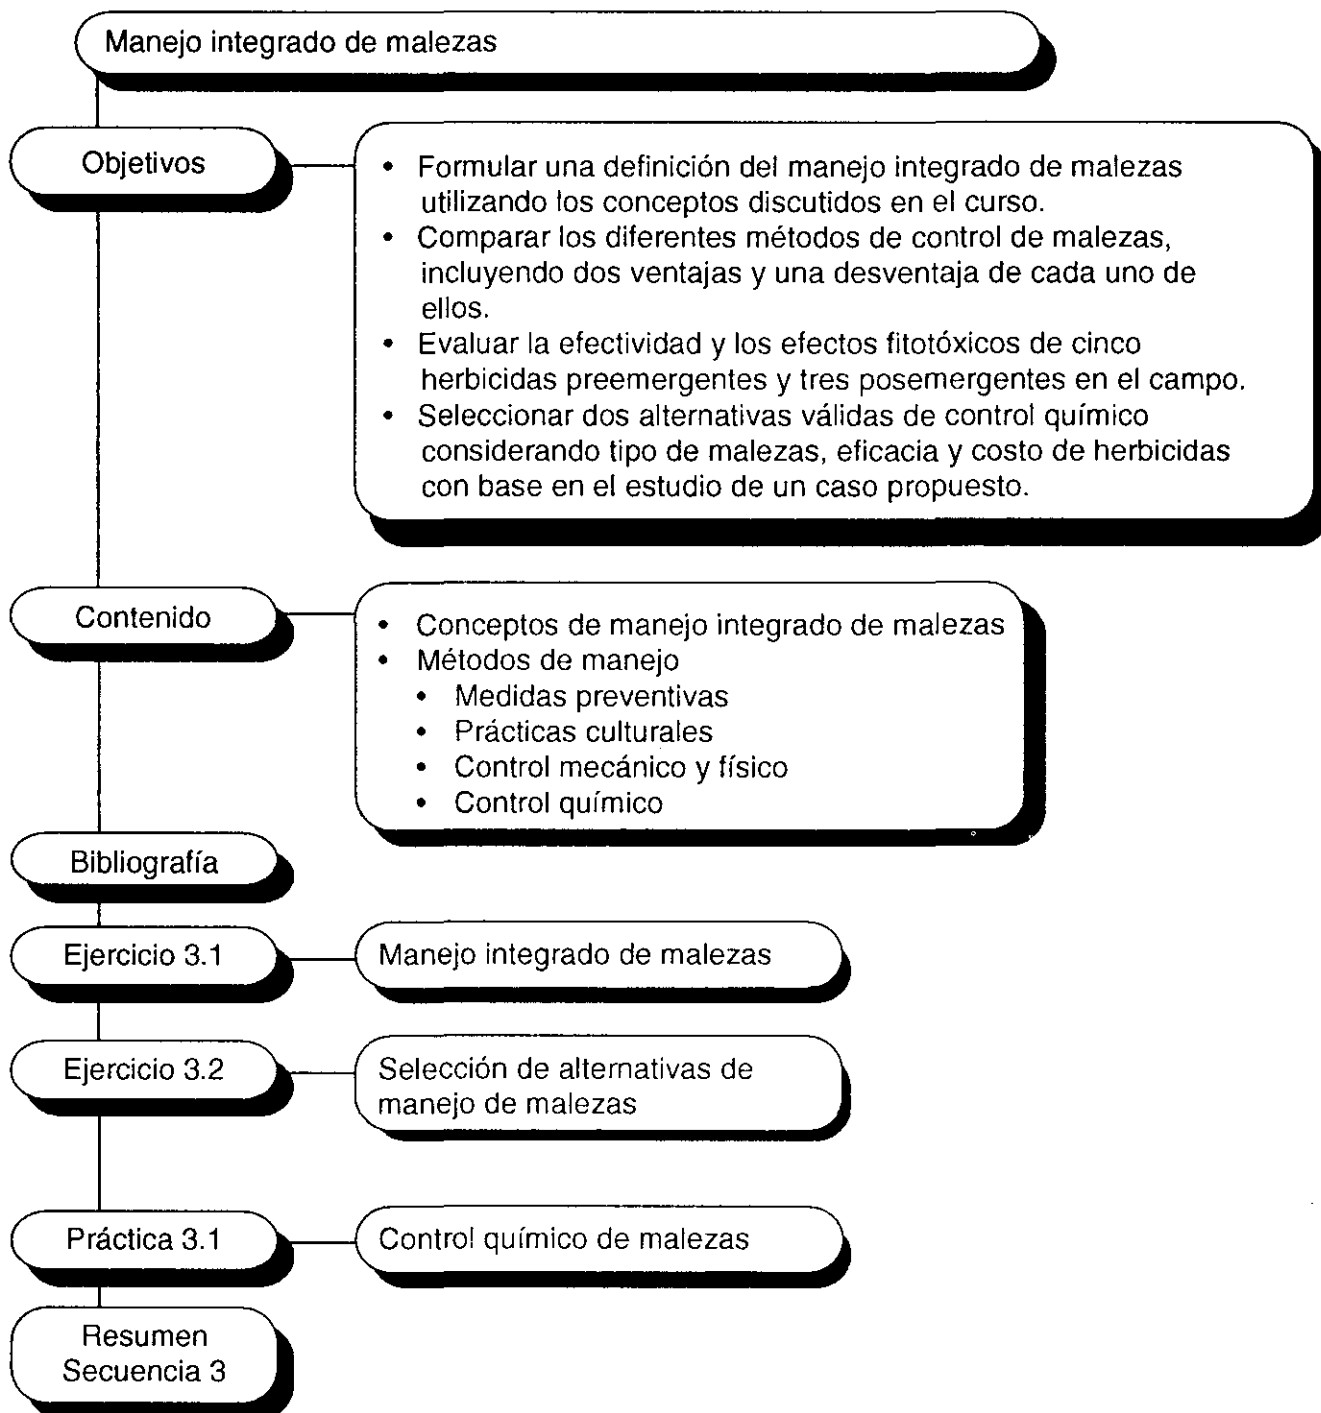 Manejo integrado de malezas
Objetivos
• Formular una definición del manejo integrado de malezas
utilizando los conceptos discutidos en el curso.
• Comparar los diferentes métodos de control de malezas,
incluyendo dos ventajas y una desventaja de cada uno de
ellos.
• Evaluar la efectividad y los efectos fitotóxicos de cinco
herbicidas preemergentes y tres posemergentes en el campo.
• Seleccionar dos alternativas válidas de control químico
considerando tipo de malezas, eficacia y costo de herbicidas
con base en el estudio de un caso propuesto.
Contenido
• Conceptos de manejo integrado de malezas
• Métodos de manejo
• Medidas preventivas
• Prácticas culturales
• Control mecánico y físico
• Control químico
Bibliografía
Ejercicio 3.1
Manejo integrado de malezas
Ejercicio 3.2
Selección de alternativas de
manejo de malezas
Práctica 3.1
Control químico de malezas
Resumen
Secuencia 3